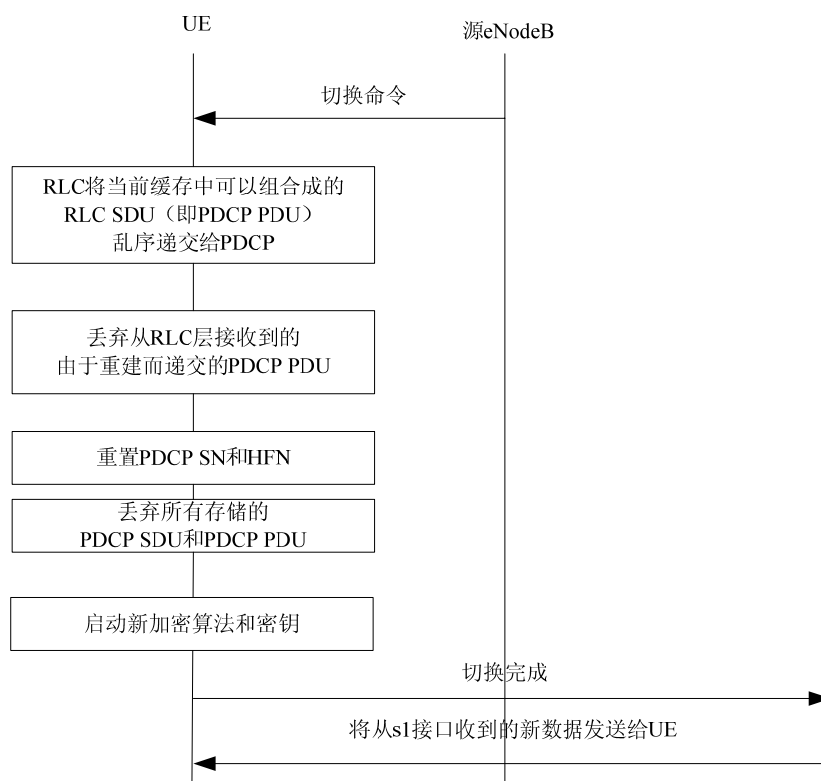 UE
源eNodeB
切换命令
RLC将当前缓存中可以组合成的
RLC SDU（即PDCP PDU）
乱序递交给PDCP
丢弃从RLC层接收到的
由于重建而递交的PDCP PDU
重置PDCP SN和HFN
丢弃所有存储的
PDCP SDU和PDCP PDU
启动新加密算法和密钥
切换完成
将从s1接口收到的新数据发送给UE